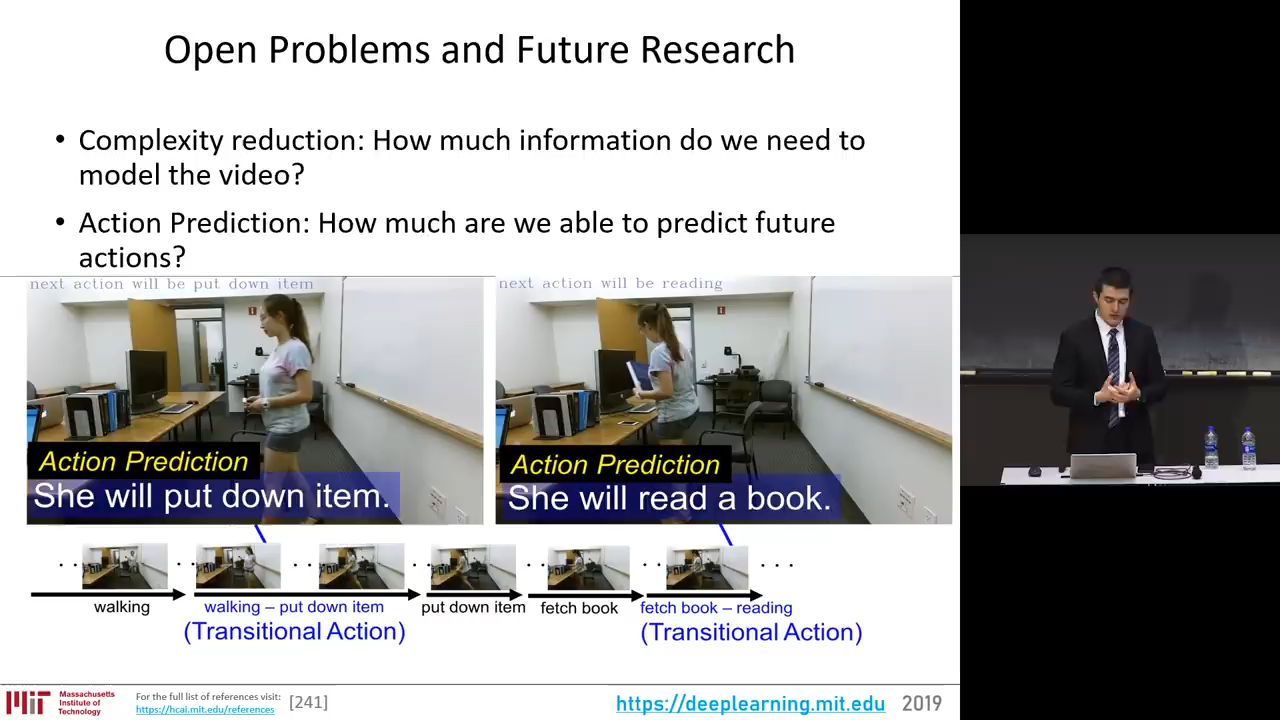 Open Problems and Future Research
• Complexity reduction: How much information do we need to
model the video?
• Action Prediction: How much are we able to predict future
actions?
next action will be put down item
next action will be reading
Action Prediction
She will put down item.
Action Prediction
She will read a book.
walking
walking – put down item
put down item
fetch book
fetch book – reading
(Transitional Action)
(Transitional Action)
MIT
Massachusetts
Institute of
Technology
For the full list of references visit:
https://hcai.mit.edu/references
[241]
https://deeplearning.mit.edu
2019